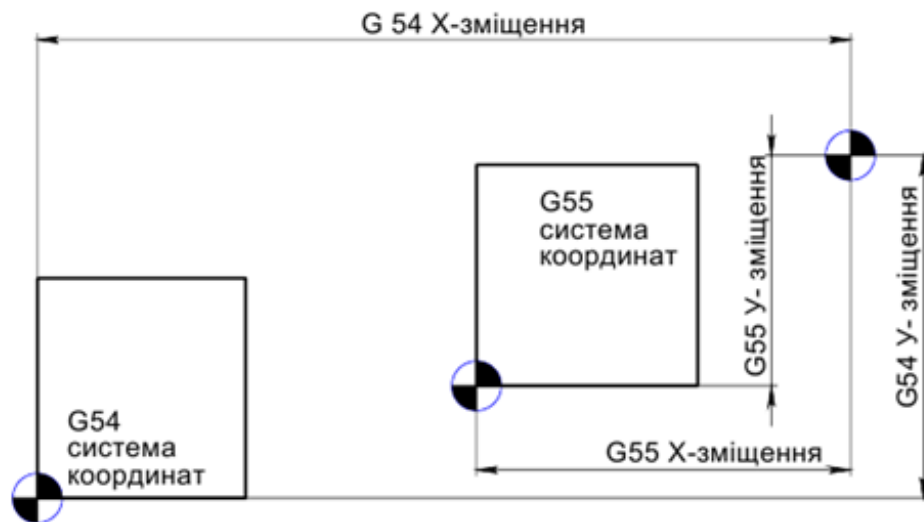 G 54 X-зміщення
G55
система
координат
G55 У- зміщення
G54 У- зміщення
G54
система
координат
G55 X-зміщення